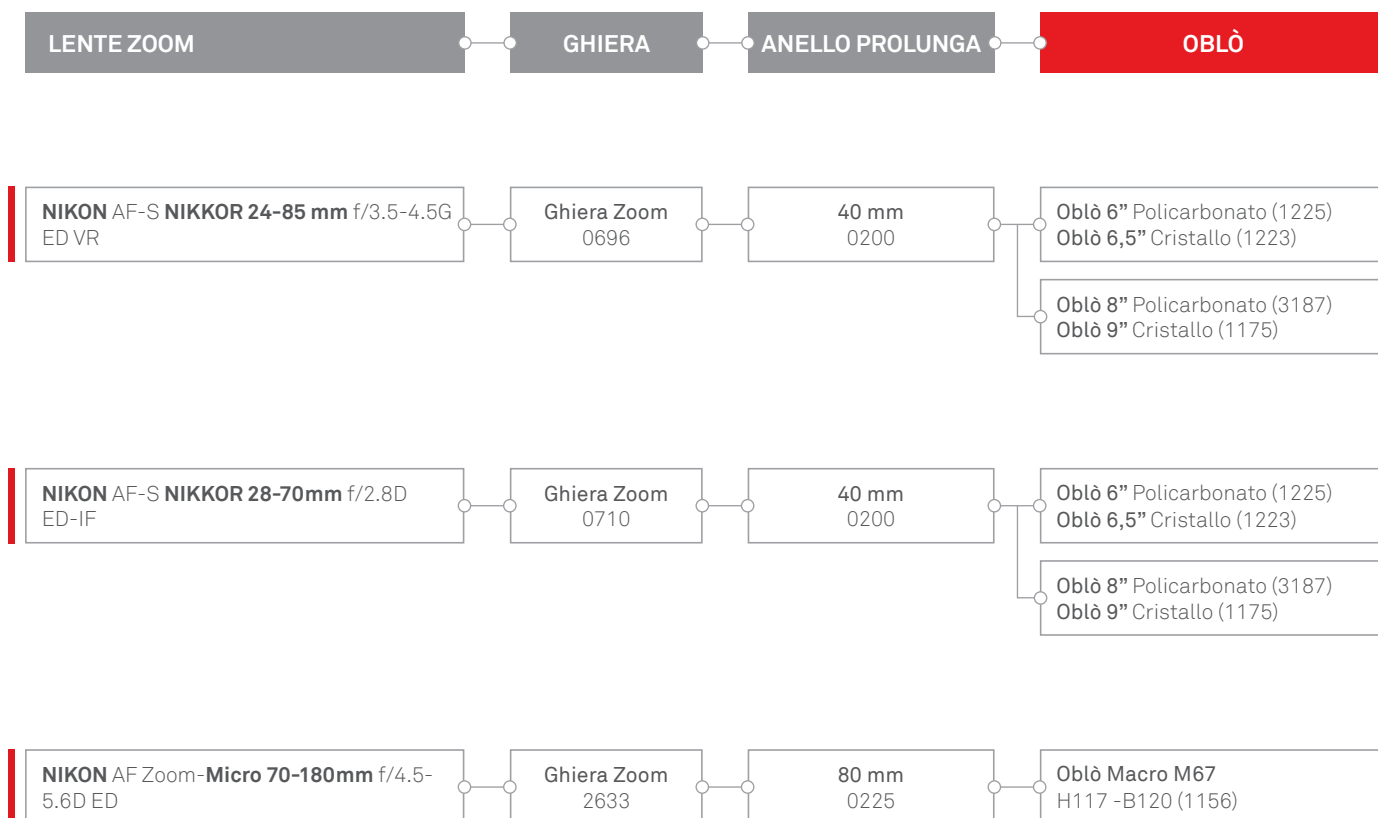 LENTE ZOOM
GHIERA
ANELLO PROLUNGA
OBLÒ
NIKON AF-S NIKKOR 24-85 mm f/3.5-4.5G
ED VR
Ghiera Zoom
0696
40 mm
0200
Oblò 6” Policarbonato (1225)
Oblò 6,5” Cristallo (1223)
Oblò 8” Policarbonato (3187)
Oblò 9” Cristallo (1175)
NIKON AF-S NIKKOR 28-70mm f/2.8D
ED-IF
Ghiera Zoom
0710
40 mm
0200
Oblò 6” Policarbonato (1225)
Oblò 6,5” Cristallo (1223)
Oblò 8” Policarbonato (3187)
Oblò 9” Cristallo (1175)
NIKON AF Zoom-Micro 70-180mm f/4.5-
5.6D ED
Ghiera Zoom
2633
80 mm
0225
Oblò Macro M67
H117 -B120 (1156)